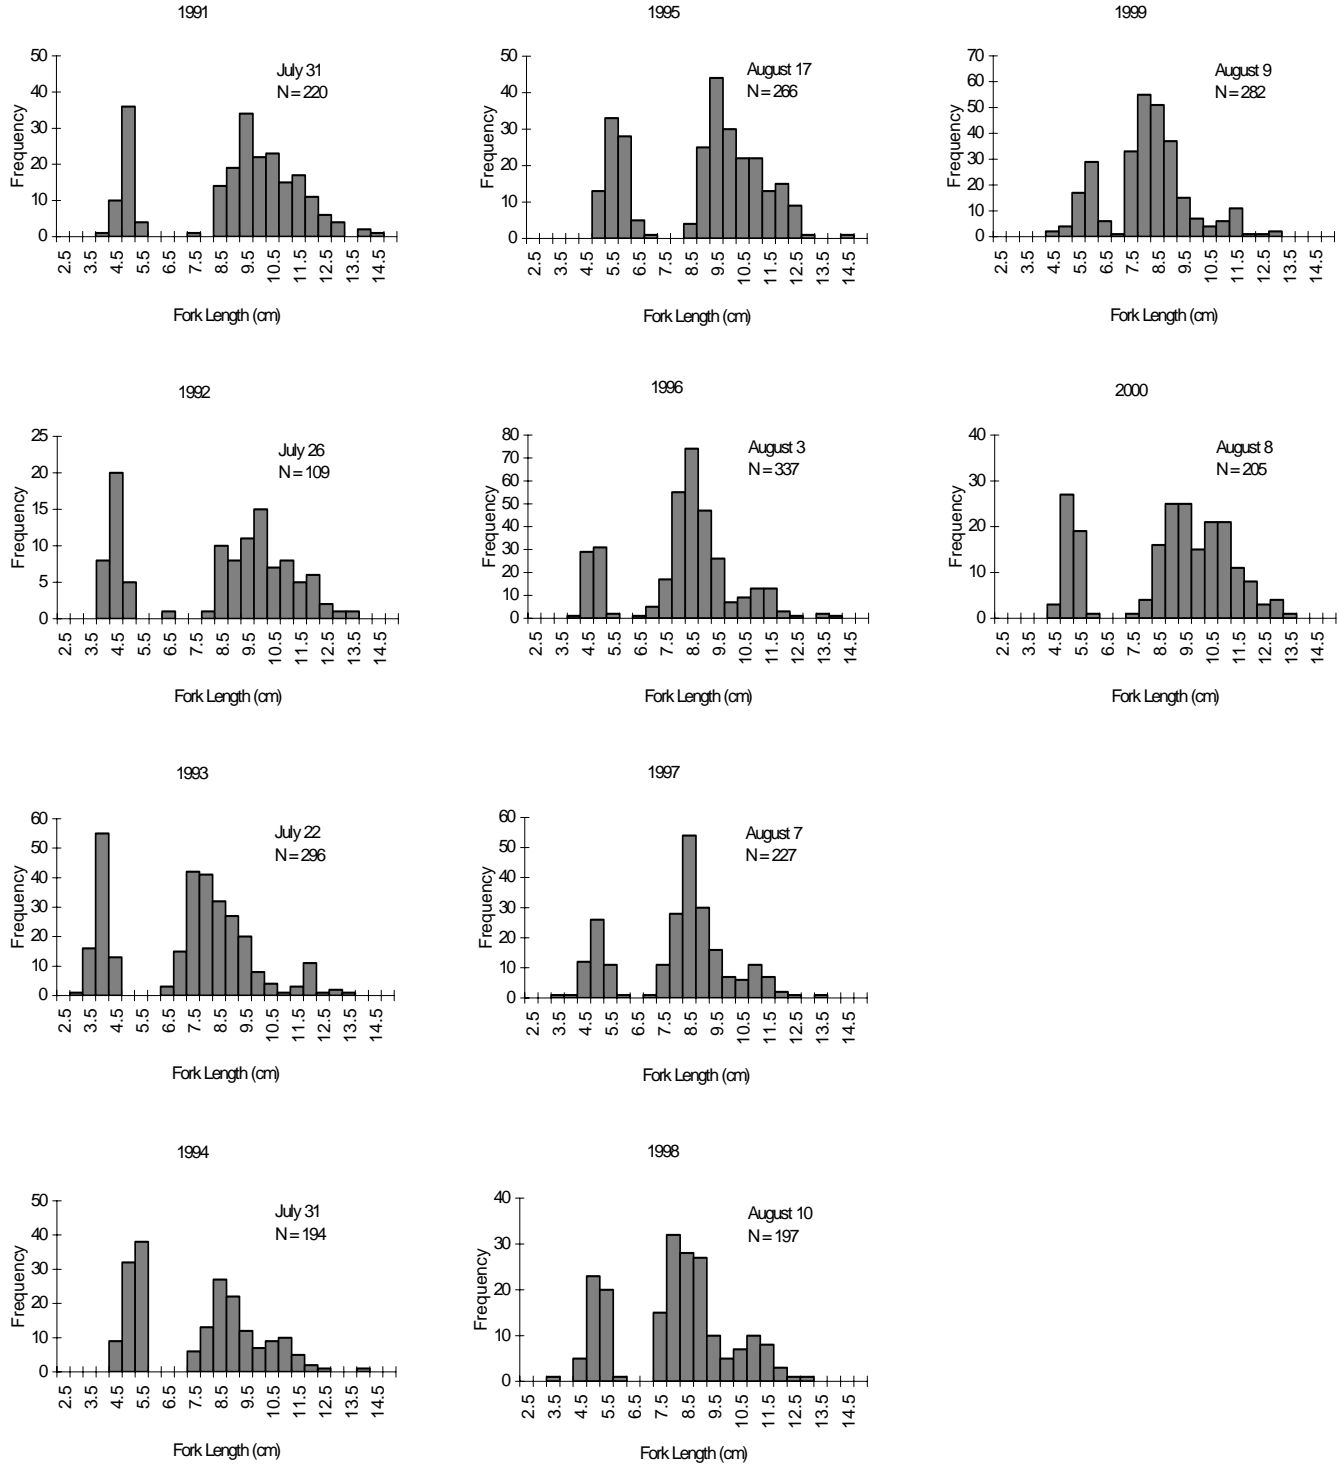 1991
50
40
30
20
10
0
Frequency
July 31
N = 220
2.5 3.5 4.5 5.5 6.5 7.5 8.5 9.5 10.5 11.5 12.5 13.5 14.5
Fork Length (cm)
1995
50
40
30
20
10
0
Frequency
August 17
N = 266
2.5 3.5 4.5 5.5 6.5 7.5 8.5 9.5 10.5 11.5 12.5 13.5 14.5
Fork Length (cm)
1999
70
60
50
40
30
20
10
0
Frequency
August 9
N = 282
2.5 3.5 4.5 5.5 6.5 7.5 8.5 9.5 10.5 11.5 12.5 13.5 14.5
Fork Length (cm)
1992
25
20
15
10
5
0
Frequency
July 26
N = 109
2.5 3.5 4.5 5.5 6.5 7.5 8.5 9.5 10.5 11.5 12.5 13.5 14.5
Fork Length (cm)
1996
80
70
60
50
40
30
20
10
0
Frequency
August 3
N = 337
2.5 3.5 4.5 5.5 6.5 7.5 8.5 9.5 10.5 11.5 12.5 13.5 14.5
Fork Length (cm)
2000
40
30
20
10
0
Frequency
August 8
N = 205
2.5 3.5 4.5 5.5 6.5 7.5 8.5 9.5 10.5 11.5 12.5 13.5 14.5
Fork Length (cm)
1993
60
50
40
30
20
10
0
Frequency
July 22
N = 296
2.5 3.5 4.5 5.5 6.5 7.5 8.5 9.5 10.5 11.5 12.5 13.5 14.5
Fork Length (cm)
1997
60
50
40
30
20
10
0
Frequency
August 7
N = 227
2.5 3.5 4.5 5.5 6.5 7.5 8.5 9.5 10.5 11.5 12.5 13.5 14.5
Fork Length (cm)
1994
50
40
30
20
10
0
Frequency
July 31
N = 194
2.5 3.5 4.5 5.5 6.5 7.5 8.5 9.5 10.5 11.5 12.5 13.5 14.5
Fork Length (cm)
1998
40
30
20
10
0
Frequency
August 10
N = 197
2.5 3.5 4.5 5.5 6.5 7.5 8.5 9.5 10.5 11.5 12.5 13.5 14.5
Fork Length (cm)